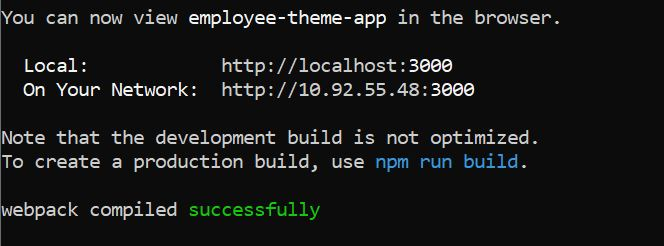 You can now view employee-theme-app in the browser.
Local: http://localhost:3000
On Your Network: http://10.92.55.48:3000
Note that the development build is not optimized.
To create a production build, use npm run build.
webpack compiled successfully